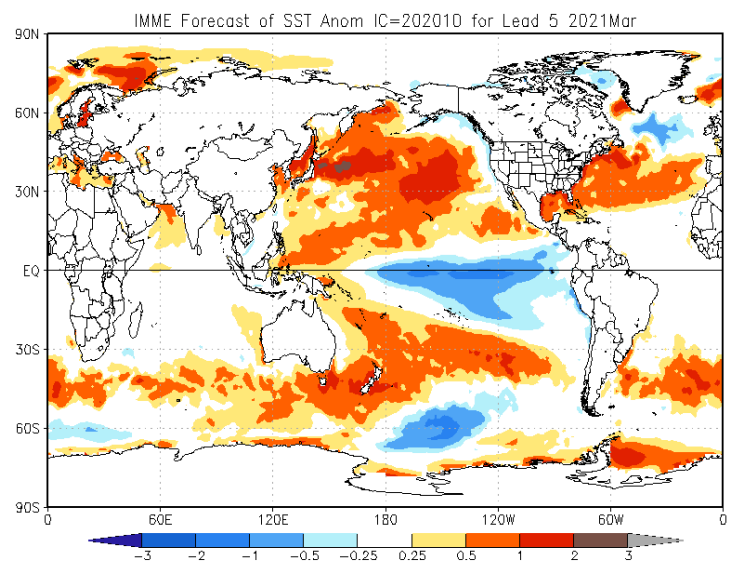 IMME Forecast of SST Anom IC=202010 for Lead 5 2021Mar
90N
60N
30N
EQ
30S
60S
90S
0 60E 120E 180 120W 60W 0
-3 -2 -1 -0.5 -0.25 0.25 0.5 1 2 3